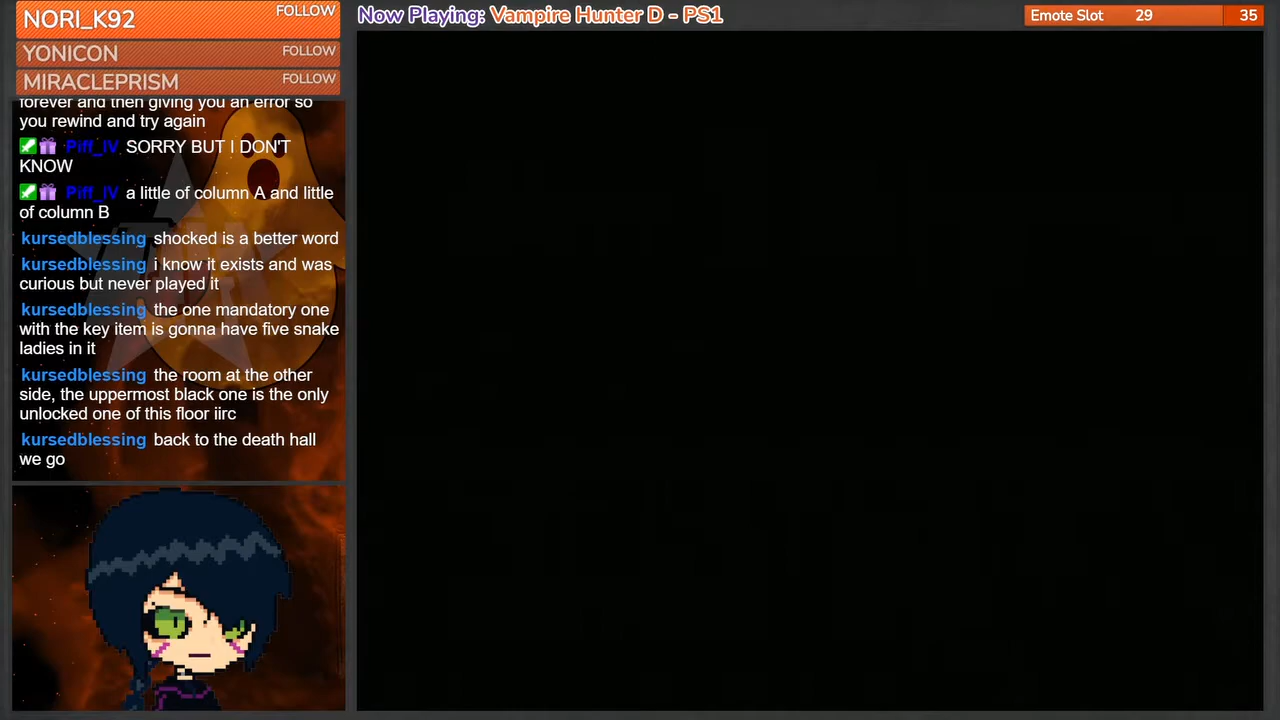 NORI_K92 FOLLOW
YONICON FOLLOW
MIRACLEPRISM FOLLOW
Now Playing: Vampire Hunter D - PS1
Emote Slot 29 35
forever and then giving you an error so
you rewind and try again
Piff_IV SORRY BUT I DON'T
KNOW
Piff_IV a little of column A and little
of column B
kursedblessing shocked is a better word
kursedblessing i know it exists and was
curious but never played it
kursedblessing the one mandatory one
with the key item is gonna have five snake
ladies in it
kursedblessing the room at the other
side, the uppermost black one is the only
unlocked one of this floor iirc
kursedblessing back to the death hall
we go